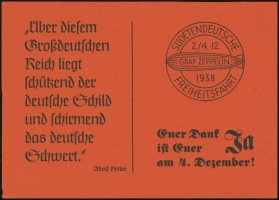 „Über diesem
Großdeutschen
Reich liegt
schützend der
deutsche Schild
und schirmend
das deutsche
Schwert.“
Adolf Hitler
SUDETENDEUTSCHE
2./4. 12.
GRAF ZEPPELIN
1938
FREIHEITSFAHRT
Euer Dank
ist Euer Ja
am 4. Dezember!